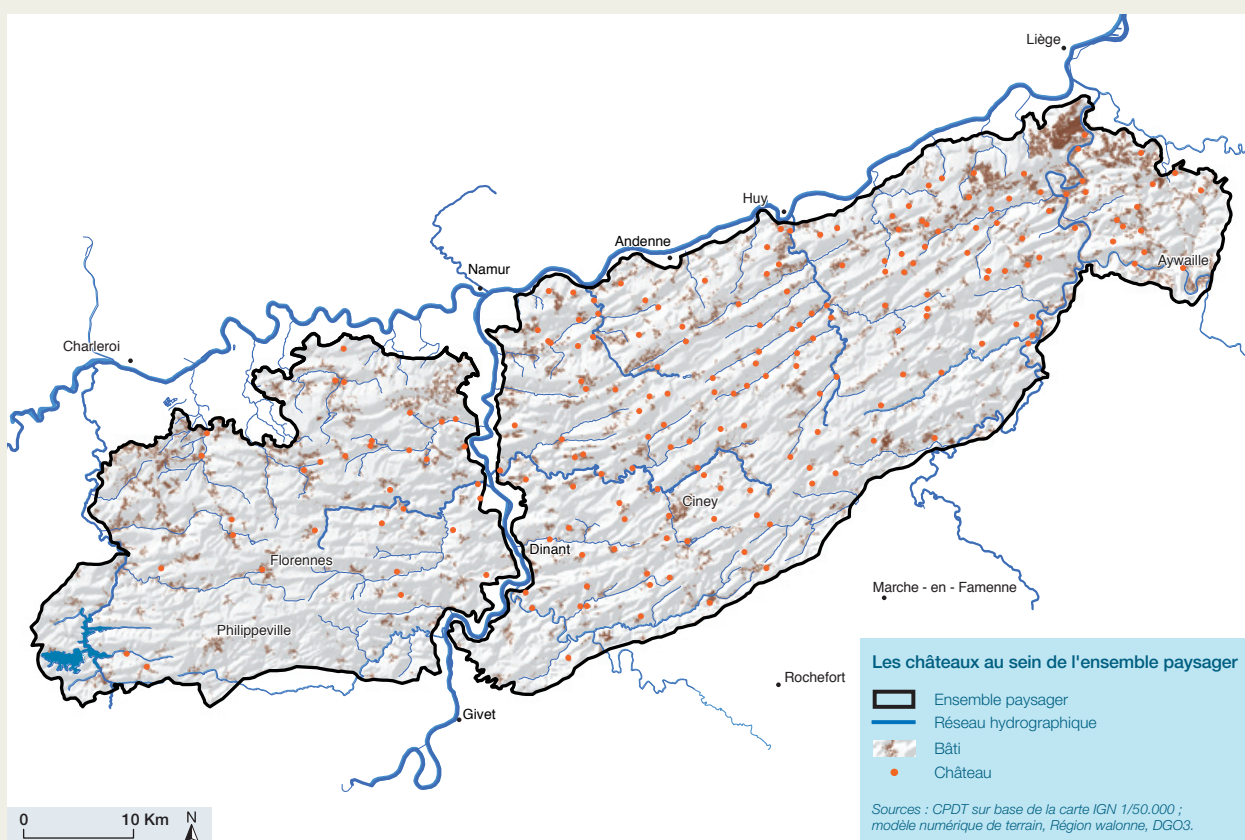 Liège
Huy
Andenne
Namur
Aywaille
Charleroi
Ciney
Dinant
Florennes
Marche - en - Famenne
Philippeville
Rochefort
Givet
Les châteaux au sein de l'ensemble paysager
Ensemble paysager
Réseau hydrographique
Bâti
Château
Sources : CPDT sur base de la carte IGN 1/50.000 ;
modèle numérique de terrain, Région walonne, DGO3.
0 10 Km N